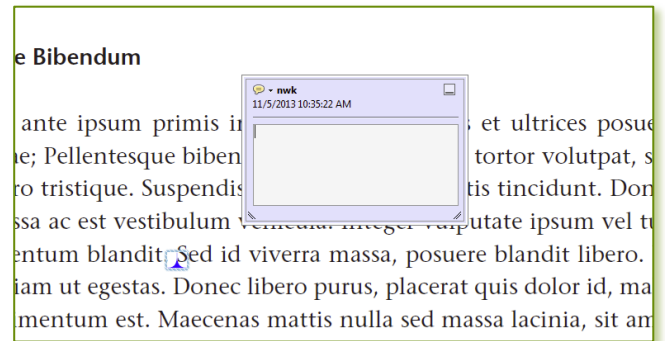 e Bibendum
nwk
11/5/2013 10:35:22 AM
ante ipsum primis et ultrices posue
Pellentesque biben tortor volutpat, s
ro tristique. Suspendis tis tincidunt. Don
ssa ac est vestibulum vehicula. Integer vulputate ipsum vel tu
entum blandit. Sed id viverra massa, posuere blandit libero.
iam ut egestas. Donec libero purus, placerat quis dolor id, ma
mentum est. Maecenas mattis nulla sed massa lacinia, sit am